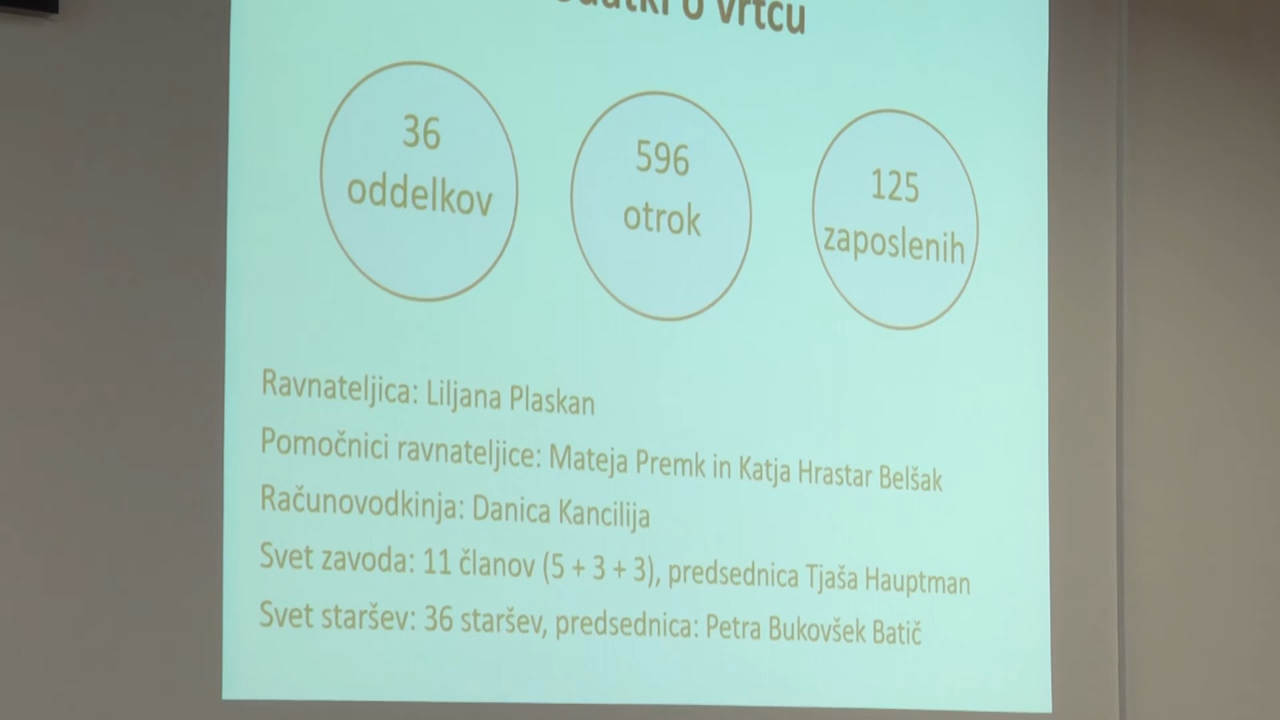 o vrtcu
36
oddelkov
596
otrok
125
zaposlenih
Ravnateljica: Liljana Plaskan
Pomočnici ravnateljice: Mateja Premk in Katja Hrastar Belšak
Računovodkinja: Danica Kancilija
Svet zavoda: 11 članov (5 + 3 + 3), predsednica Tjaša Hauptman
Svet staršev: 36 staršev, predsednica: Petra Bukovšek Batič